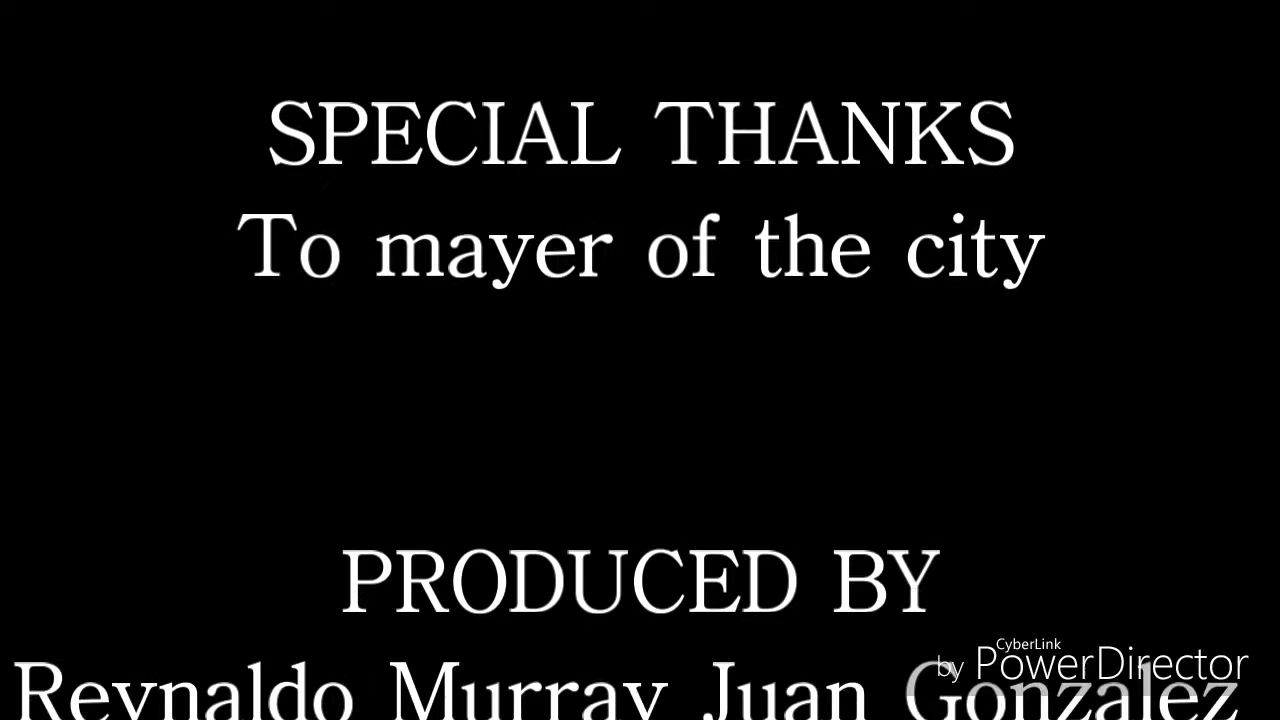 SPECIAL THANKS
To mayer of the city
PRODUCED BY
CyberLink
by PowerDirector
Reynaldo Murray Juan Gonzalez